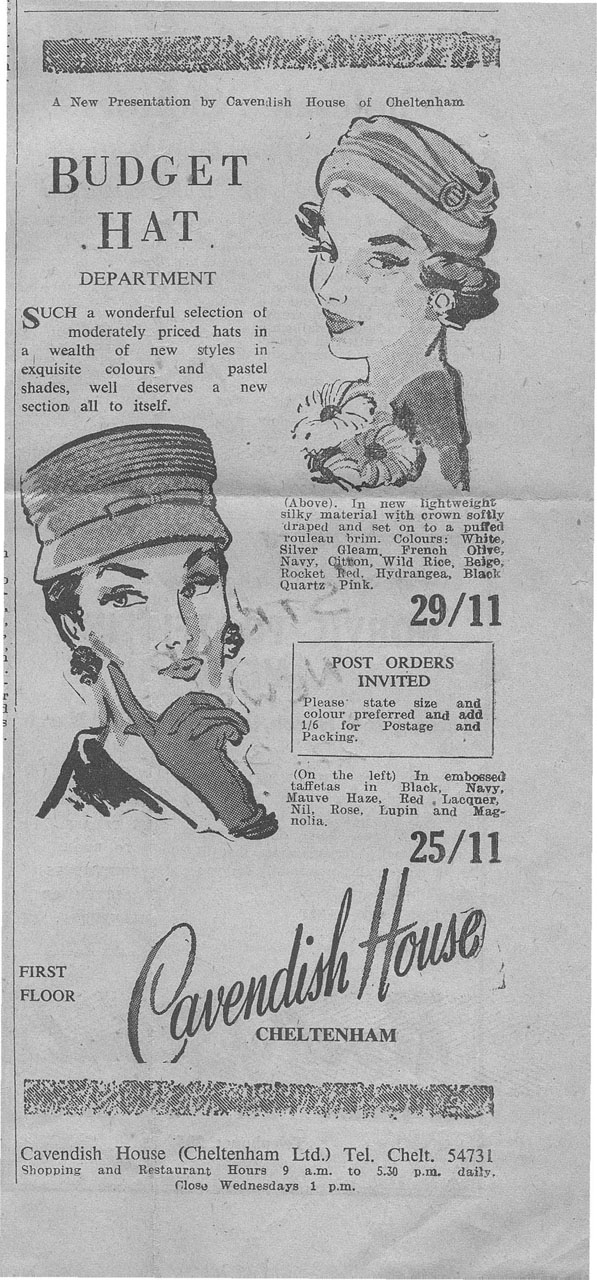 A New Presentation by Cavendish House of Cheltenham
BUDGET
HAT
DEPARTMENT
SUCH a wonderful selection of
moderately priced hats in
a wealth of new styles in
exquisite colours and pastel
shades, well deserves a new
section all to itself.
(Above). In new lightweight
silky material with crown softly
draped and set on to a puffed
rouleau brim. Colours: White,
Silver Gleam, French Olive,
Navy, Citron, Wild Rice, Beige,
Rocket Red, Hydrangea, Black
Quartz Pink.
29/11
POST ORDERS
INVITED
Please state size and
colour preferred and add
1/6 for Postage and
Packing.
(On the left) In embossed
taffetas in Black, Navy,
Mauve Haze, Red Lacquer,
Nil, Rose, Lupin and Mag-
nolia.
25/11
FIRST
FLOOR
Cavendish House
CHELTENHAM
Cavendish House (Cheltenham Ltd.) Tel. Chelt. 54731
Shopping and Restaurant Hours 9 a.m. to 5.30 p.m. daily.
Close Wednesdays 1 p.m.